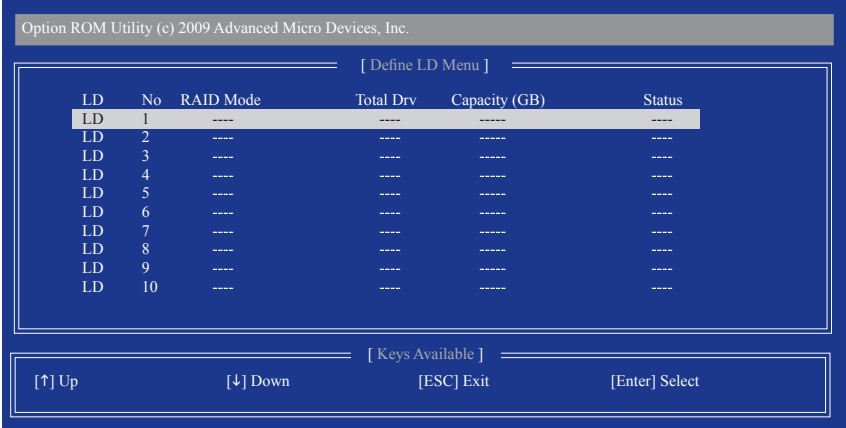 Option ROM Utility (c) 2009 Advanced Micro Devices, Inc.
[ Define LD Menu ]
LD No RAID Mode Total Drv Capacity (GB) Status
LD 1 ---- ---- ----- ----
LD 2 ---- ---- ----- ----
LD 3 ---- ---- ----- ----
LD 4 ---- ---- ----- ----
LD 5 ---- ---- ----- ----
LD 6 ---- ---- ----- ----
LD 7 ---- ---- ----- ----
LD 8 ---- ---- ----- ----
LD 9 ---- ---- ----- ----
LD 10 ---- ---- ----- ----
[ Keys Available ]
[↑] Up [↓] Down [ESC] Exit [Enter] Select